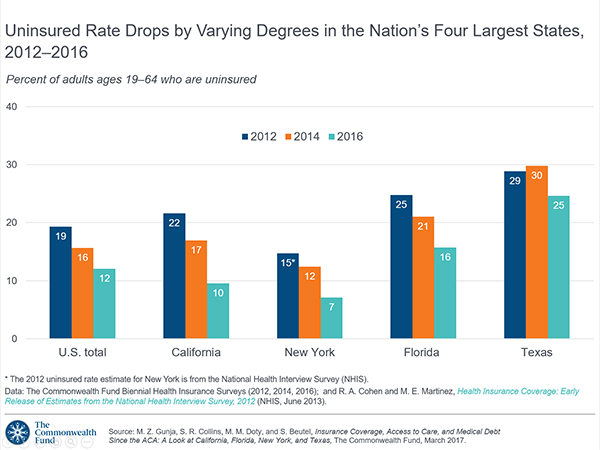 Uninsured Rate Drops by Varying Degrees in the Nation’s Four Largest States,
2012–2016
Percent of adults ages 19–64 who are uninsured
40
2012 2014 2016
30
20
10
0
19 16 12
22 17 10
15* 12 7
25 21 16
29 30 25
U.S. total California New York Florida Texas
* The 2012 uninsured rate estimate for New York is from the National Health Interview Survey (NHIS).
Data: The Commonwealth Fund Biennial Health Insurance Surveys (2012, 2014, 2016); and R. A. Cohen and M. E. Martinez, Health Insurance Coverage: Early
Release of Estimates from the National Health Interview Survey, 2012 (NHIS, June 2013).
The
Commonwealth
Fund
Source: M. Z. Gunja, S. R. Collins, M. M. Doty, and S. Beutel, Insurance Coverage, Access to Care, and Medical Debt
Since the ACA: A Look at California, Florida, New York, and Texas, The Commonwealth Fund, March 2017.